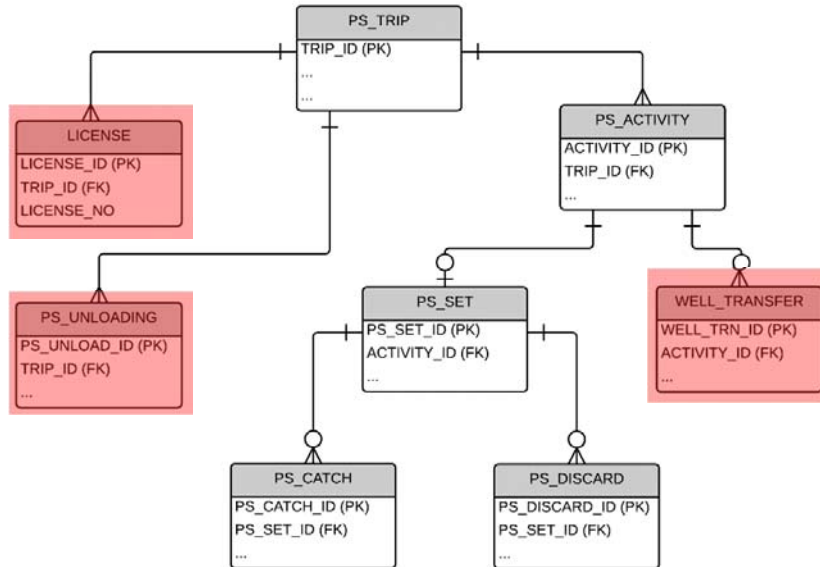 PS_TRIP
TRIP_ID (PK)
...
...
LICENSE
LICENSE_ID (PK)
TRIP_ID (FK)
LICENSE_NO
PS_ACTIVITY
ACTIVITY_ID (PK)
TRIP_ID (FK)
...
PS_UNLOADING
PS_UNLOAD_ID (PK)
TRIP_ID (FK)
...
PS_SET
PS_SET_ID (PK)
ACTIVITY_ID (FK)
...
WELL_TRANSFER
WELL_TRN_ID (PK)
ACTIVITY_ID (FK)
...
PS_CATCH
PS_CATCH_ID (PK)
PS_SET_ID (FK)
...
PS_DISCARD
PS_DISCARD_ID (PK)
PS_SET_ID (FK)
...